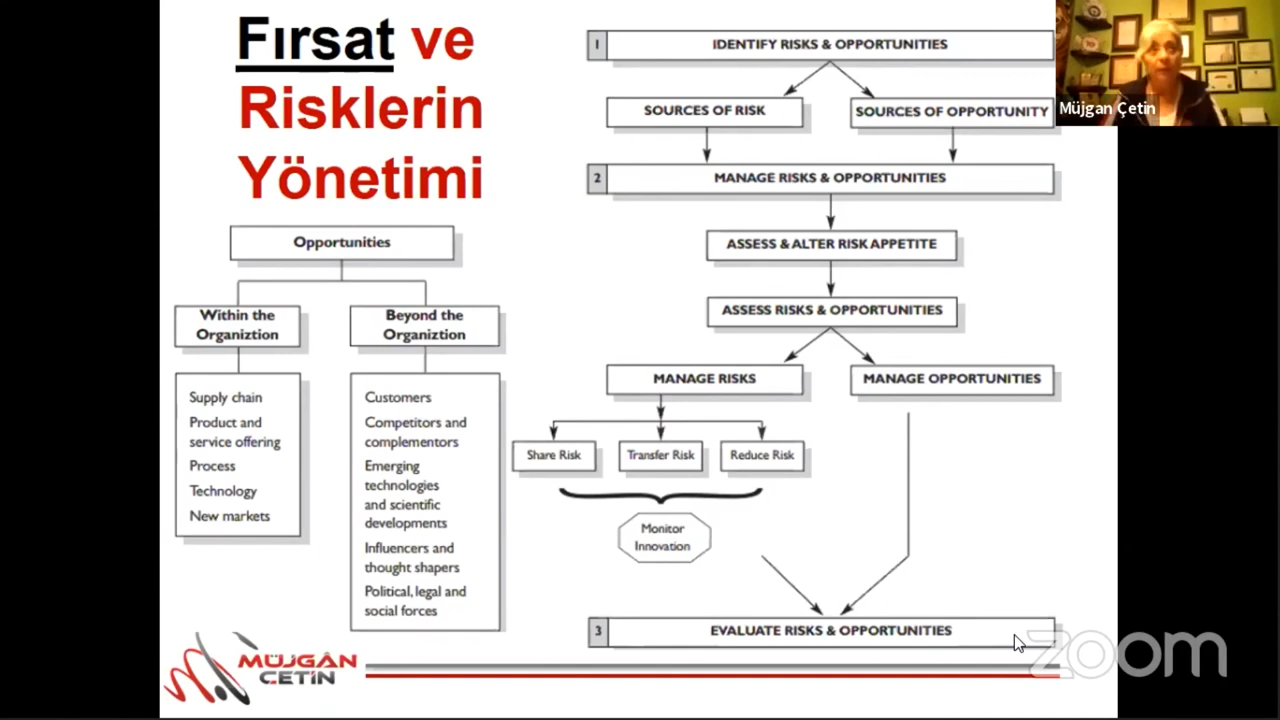 Fırsat ve
Risklerin
Yönetimi
Opportunities
Within the
Organiztion
Supply chain
Product and
service offering
Process
Technology
New markets
Beyond the
Organiztion
Customers
Competitors and
complementors
Emerging
technologies
and scientific
developments
Influencers and
thought shapers
Political, legal and
social forces
1
IDENTIFY RISKS & OPPORTUNITIES
SOURCES OF RISK
SOURCES OF OPPORTUNITY
2
MANAGE RISKS & OPPORTUNITIES
ASSESS & ALTER RISK APPETITE
ASSESS RISKS & OPPORTUNITIES
MANAGE RISKS
MANAGE OPPORTUNITIES
Share Risk
Transfer Risk
Reduce Risk
Monitor
Innovation
3
EVALUATE RISKS & OPPORTUNITIES
Müjgan Çetin
MÜJGÂN
ÇETİN
zoom